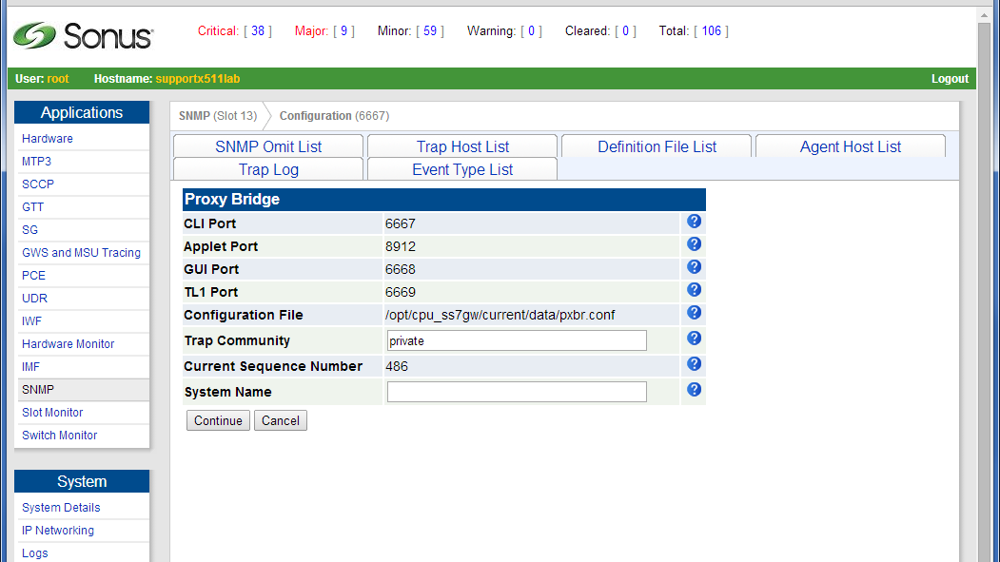 Sonus
Critical: [ 38 ] Major: [ 9 ] Minor: [ 59 ] Warning: [ 0 ] Cleared: [ 0 ] Total: [ 106 ]
User: root Hostname: supportx511lab Logout
Applications
Hardware
MTP3
SCCP
GTT
SG
GWS and MSU Tracing
PCE
UDR
IWF
Hardware Monitor
IMF
SNMP
Slot Monitor
Switch Monitor
System
System Details
IP Networking
Logs
SNMP (Slot 13) Configuration (6667)
SNMP Omit List Trap Host List Definition File List Agent Host List
Trap Log Event Type List
Proxy Bridge
CLI Port 6667 ?
Applet Port 8912 ?
GUI Port 6668 ?
TL1 Port 6669 ?
Configuration File /opt/cpu_ss7gw/current/data/pxbr.conf ?
Trap Community private ?
Current Sequence Number 486 ?
System Name ?
Continue Cancel